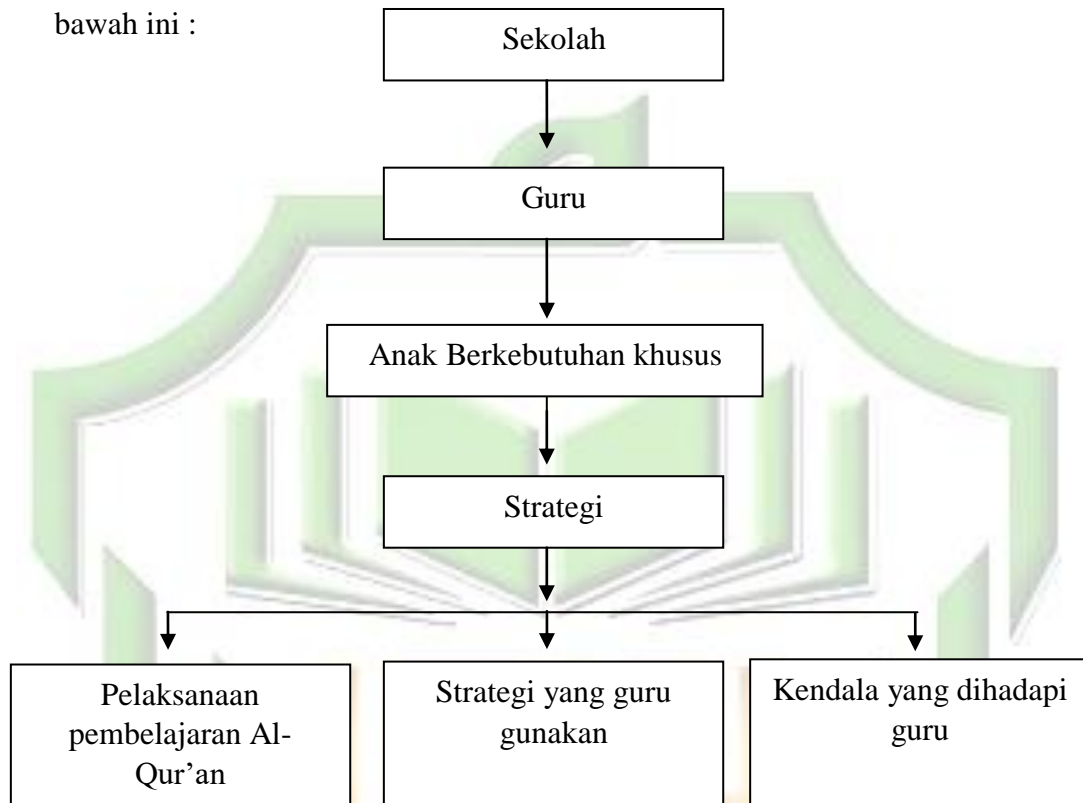 bawah ini :
Sekolah
Guru
Anak Berkebutuhan khusus
Strategi
Pelaksanaan
pembelajaran Al-
Qur’an
Strategi yang guru
gunakan
Kendala yang dihadapi
guru